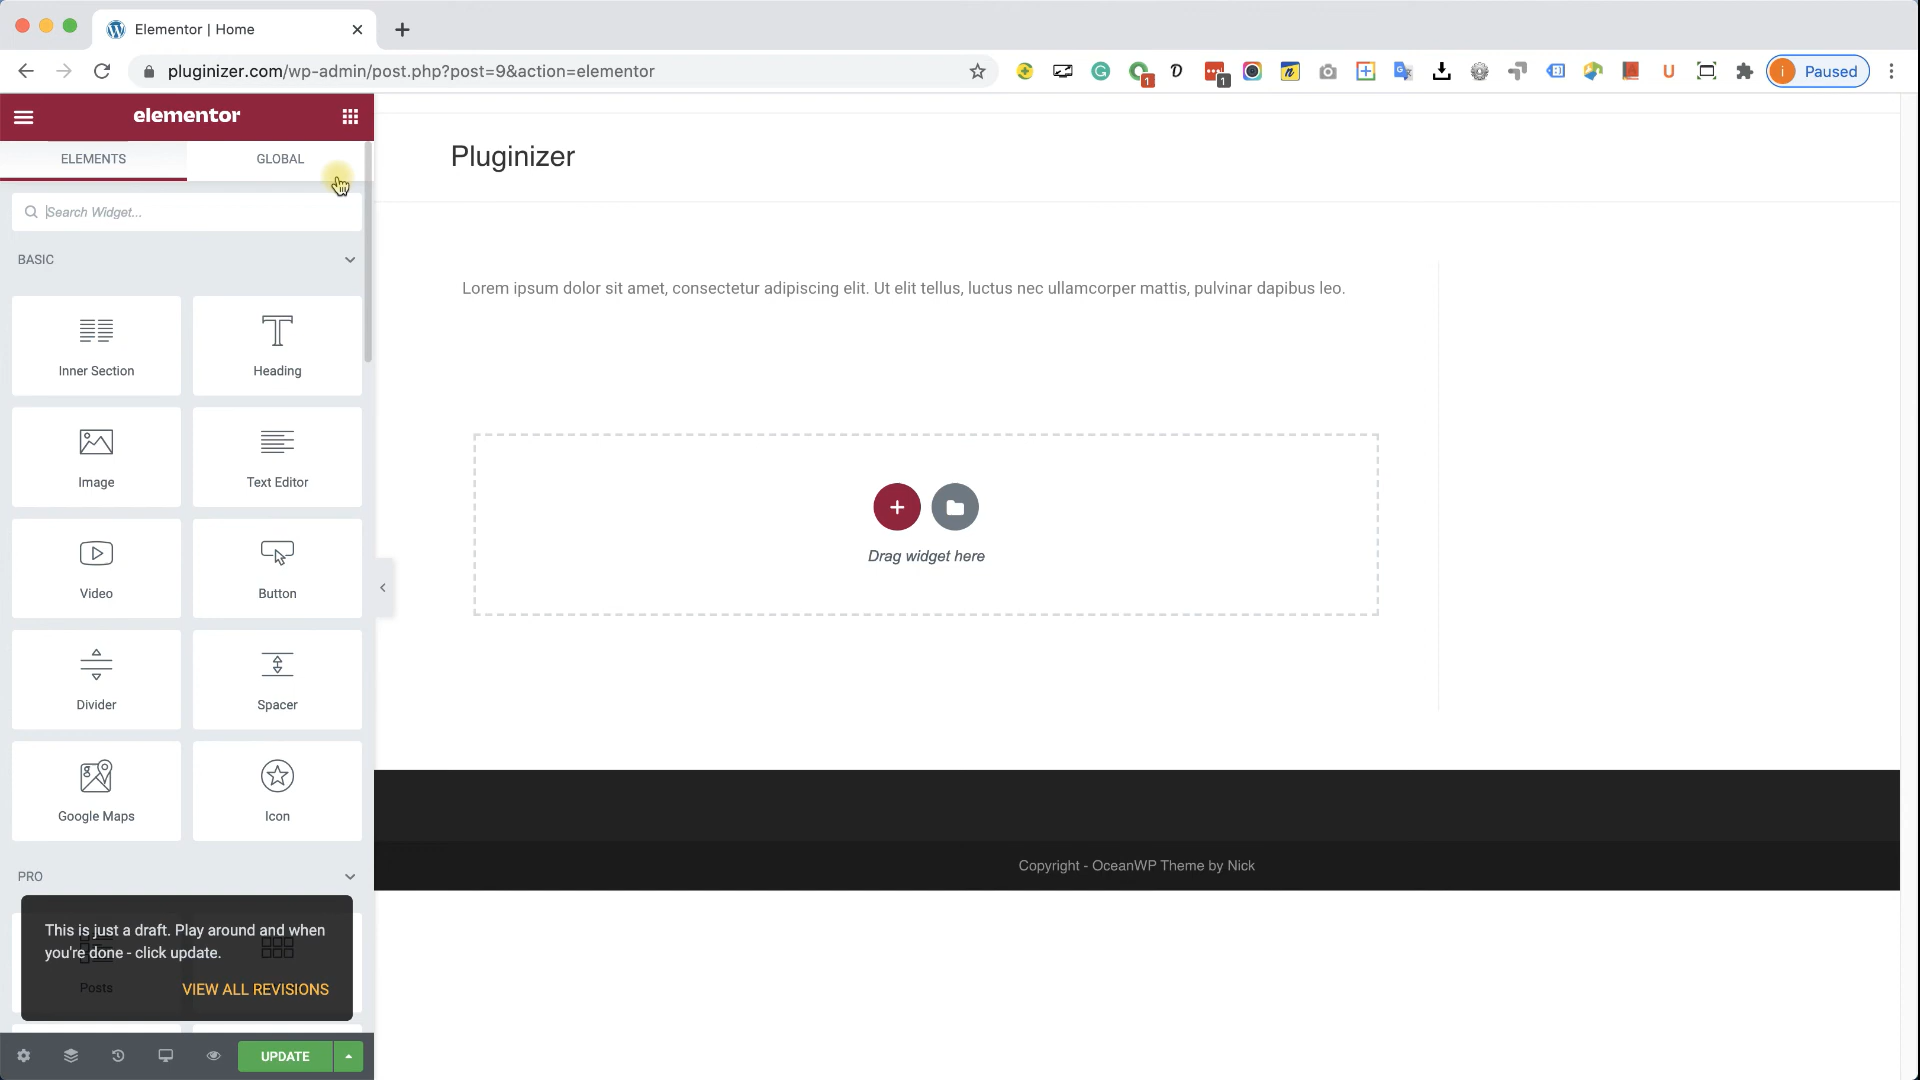 Elementor | Home
pluginizer.com/wp-admin/post.php?post=9&action=elementor
1
1
Paused
elementor
ELEMENTS
GLOBAL
Search Widget...
BASIC
Inner Section
Heading
Image
Text Editor
Video
Button
Divider
Spacer
Google Maps
Icon
PRO
This is just a draft. Play around and when
you're done - click update.
Posts
VIEW ALL REVISIONS
UPDATE
Pluginizer
Lorem ipsum dolor sit amet, consectetur adipiscing elit. Ut elit tellus, luctus nec ullamcorper mattis, pulvinar dapibus leo.
Drag widget here
Copyright - OceanWP Theme by Nick